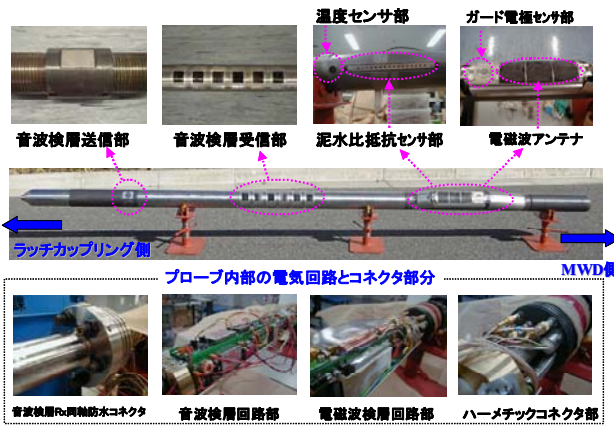 温度センサ部
ガード電極センサ部
音波検層送信部
音波検層受信部
泥水比抵抗センサ部
電磁波アンテナ
ラッチカップリング側
MWD側
プローブ内部の電気回路とコネクタ部分
音波検層Rx同軸防水コネクタ
音波検層回路部
電磁波検層回路部
ハーメチックコネクタ部